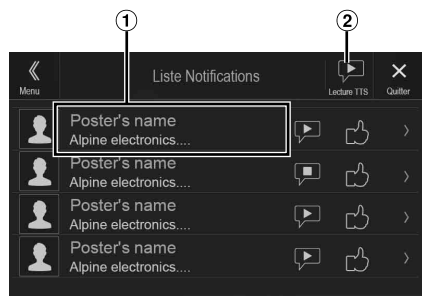 1 2
Liste Notifications
Menu Lecture TTS Quitter
Poster's name
Alpine electronics....
Poster's name
Alpine electronics....
Poster's name
Alpine electronics....
Poster's name
Alpine electronics....